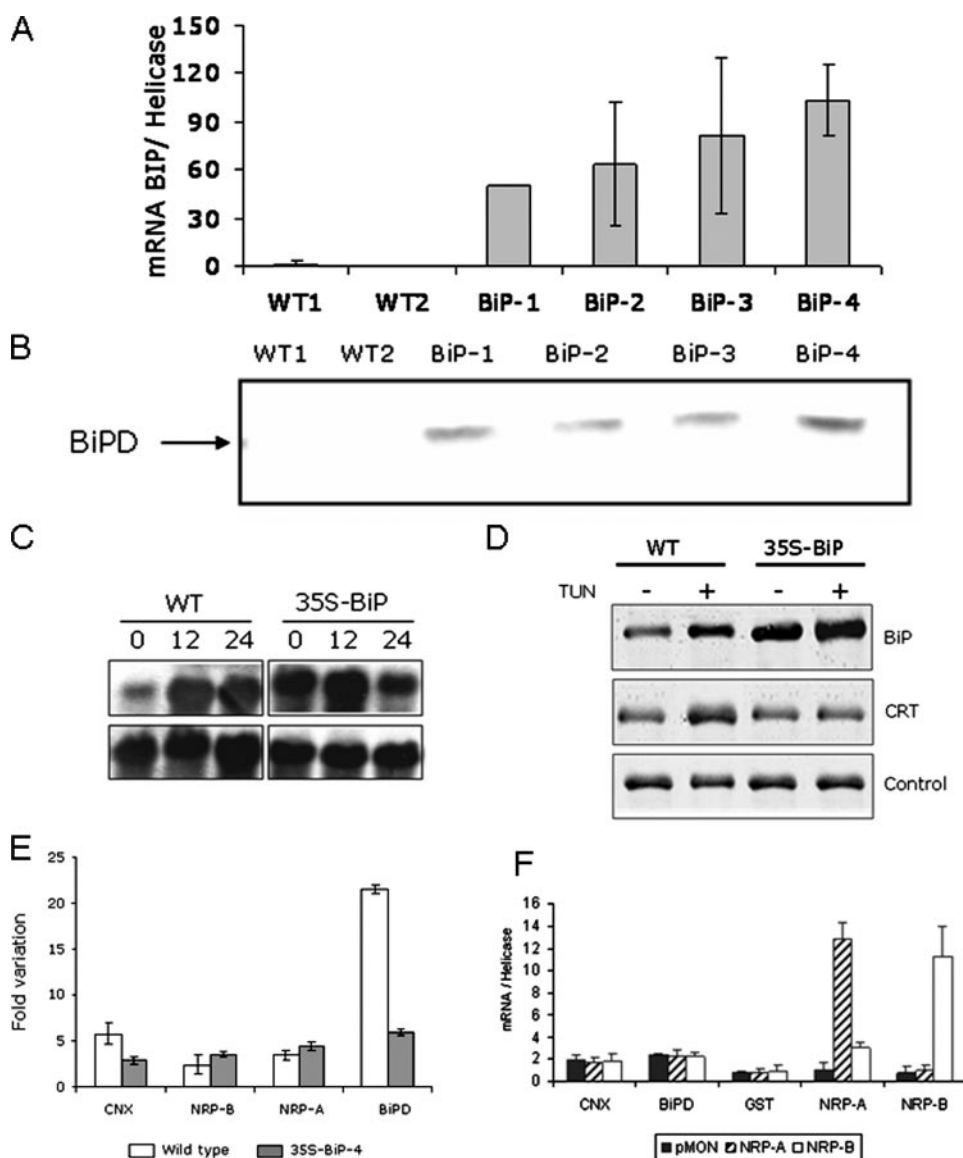 A
mRNA BIP/ Helicase
150
120
90
60
30
0
WT1 WT2 BiP-1 BiP-2 BiP-3 BiP-4
B
WT1 WT2 BiP-1 BiP-2 BiP-3 BiP-4
BiPD
C
WT 35S-BiP
0 12 24 0 12 24
D
WT 35S-BiP
TUN - + - +
BiP
CRT
Control
E
Fold variation
25
20
15
10
5
0
CNX NRP-B NRP-A BiPD
Wild type 35S-BiP-4
F
mRNA / Helicase
16
14
12
10
8
6
4
2
0
CNX BiPD GST NRP-A NRP-B
pMON NRP-A NRP-B